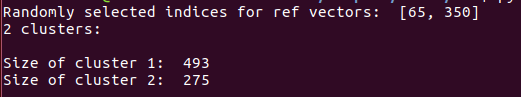 Randomly selected indices for ref vectors:  [65, 350]
2 clusters:
Size of cluster 1:  493
Size of cluster 2:  275